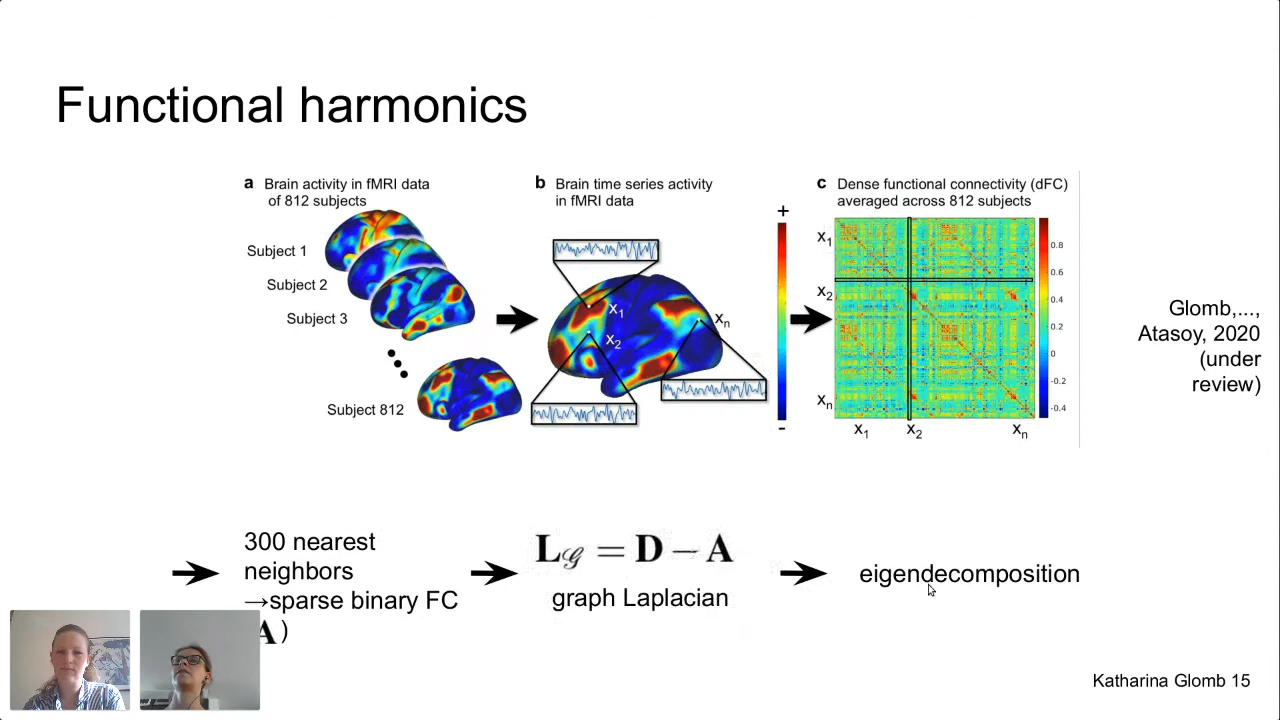 Functional harmonics
a Brain activity in fMRI data
of 812 subjects
Subject 1
Subject 2
Subject 3
Subject 812
b Brain time series activity
in fMRI data
x1
x2
xn
+
-
c Dense functional connectivity (dFC)
averaged across 812 subjects
x1
x2
xn
x1 x2 xn
0.8
0.6
0.4
0.2
-0.2
-0.4
Glomb,...,
Atasoy, 2020
(under
review)
300 nearest
neighbors
→sparse binary FC
A)
L𝒢 = D − A
graph Laplacian
eigendecomposition
Katharina Glomb 15